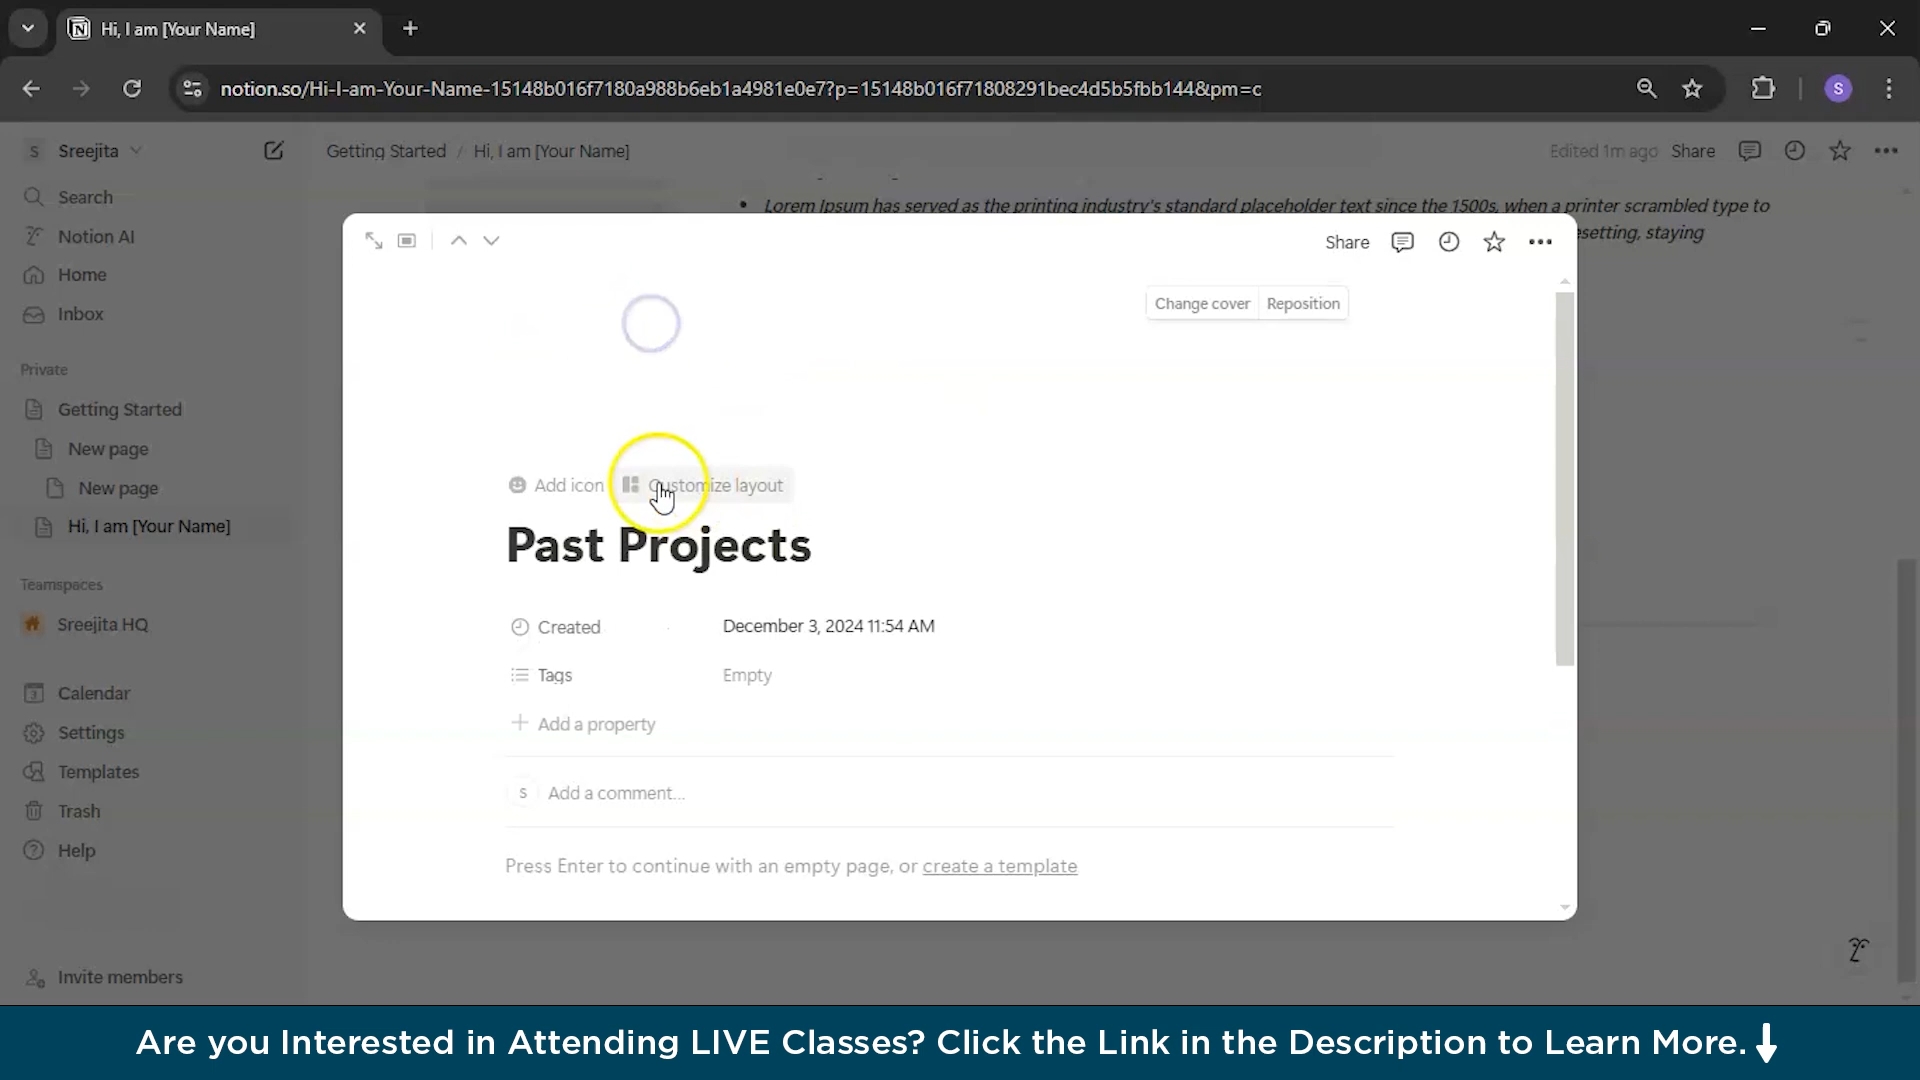 Hi, I am [Your Name]
notion.so/Hi-I-am-Your-Name-15148b016f7180a988b6eb1a4981e0e7?p=15148b016f71808291bec4d5b5fbb144&pm=c
S
S Sreejita
Getting Started / Hi, I am [Your Name]
Edited 1m ago Share
Search
Notion AI
Home
Inbox
Private
Getting Started
New page
New page
Hi, I am [Your Name]
Teamspaces
Sreejita HQ
Calendar
Settings
Templates
Trash
Help
Invite members
• Lorem Ipsum has served as the printing industry's standard placeholder text since the 1500s, when a printer scrambled type to
setting, staying
Share
Change cover Reposition
Add icon Customize layout
Past Projects
Created December 3, 2024 11:54 AM
Tags Empty
Add a property
S Add a comment...
Press Enter to continue with an empty page, or create a template
Are you Interested in Attending LIVE Classes? Click the Link in the Description to Learn More.